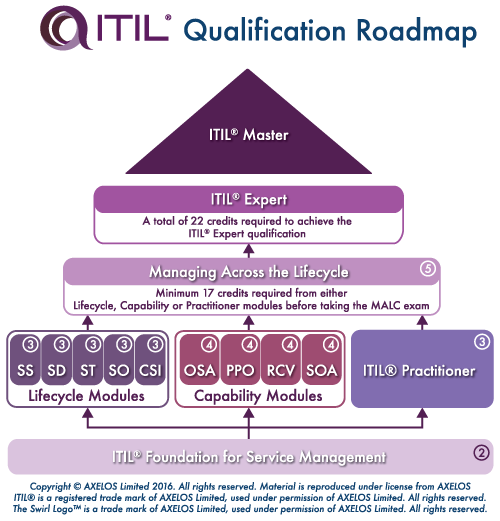 ITIL® Qualification Roadmap
ITIL® Master
ITIL® Expert
A total of 22 credits required to achieve the
ITIL® Expert qualification
Managing Across the Lifecycle 5
Minimum 17 credits required from either
Lifecycle, Capability or Practitioner modules before taking the MALC exam
3 3 3 3 3 4 4 4 4 3
SS SD ST SO CSI OSA PPO RCV SOA ITIL® Practitioner
Lifecycle Modules Capability Modules
ITIL® Foundation for Service Management 2
Copyright © AXELOS Limited 2016. All rights reserved. Material is reproduced under license from AXELOS
ITIL® is a registered trade mark of AXELOS Limited, used under permission of AXELOS Limited. All rights reserved.
The Swirl Logo™ is a trade mark of AXELOS Limited, used under permission of AXELOS Limited. All rights reserved.